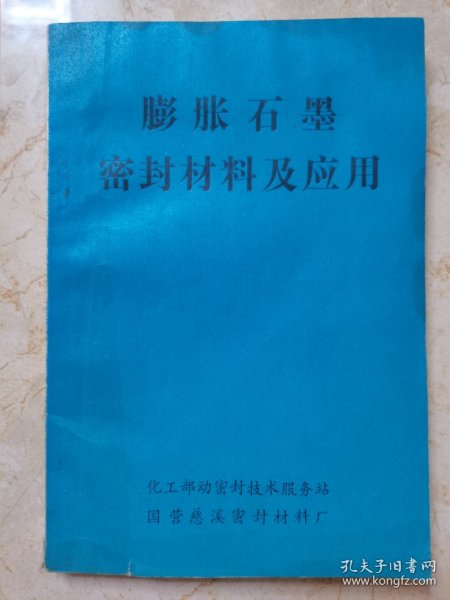 膨胀石墨
密封材料及应用
化工部动密封技术服务站
国营慈溪密封材料厂
孔夫子旧书网
www.kongfz.com